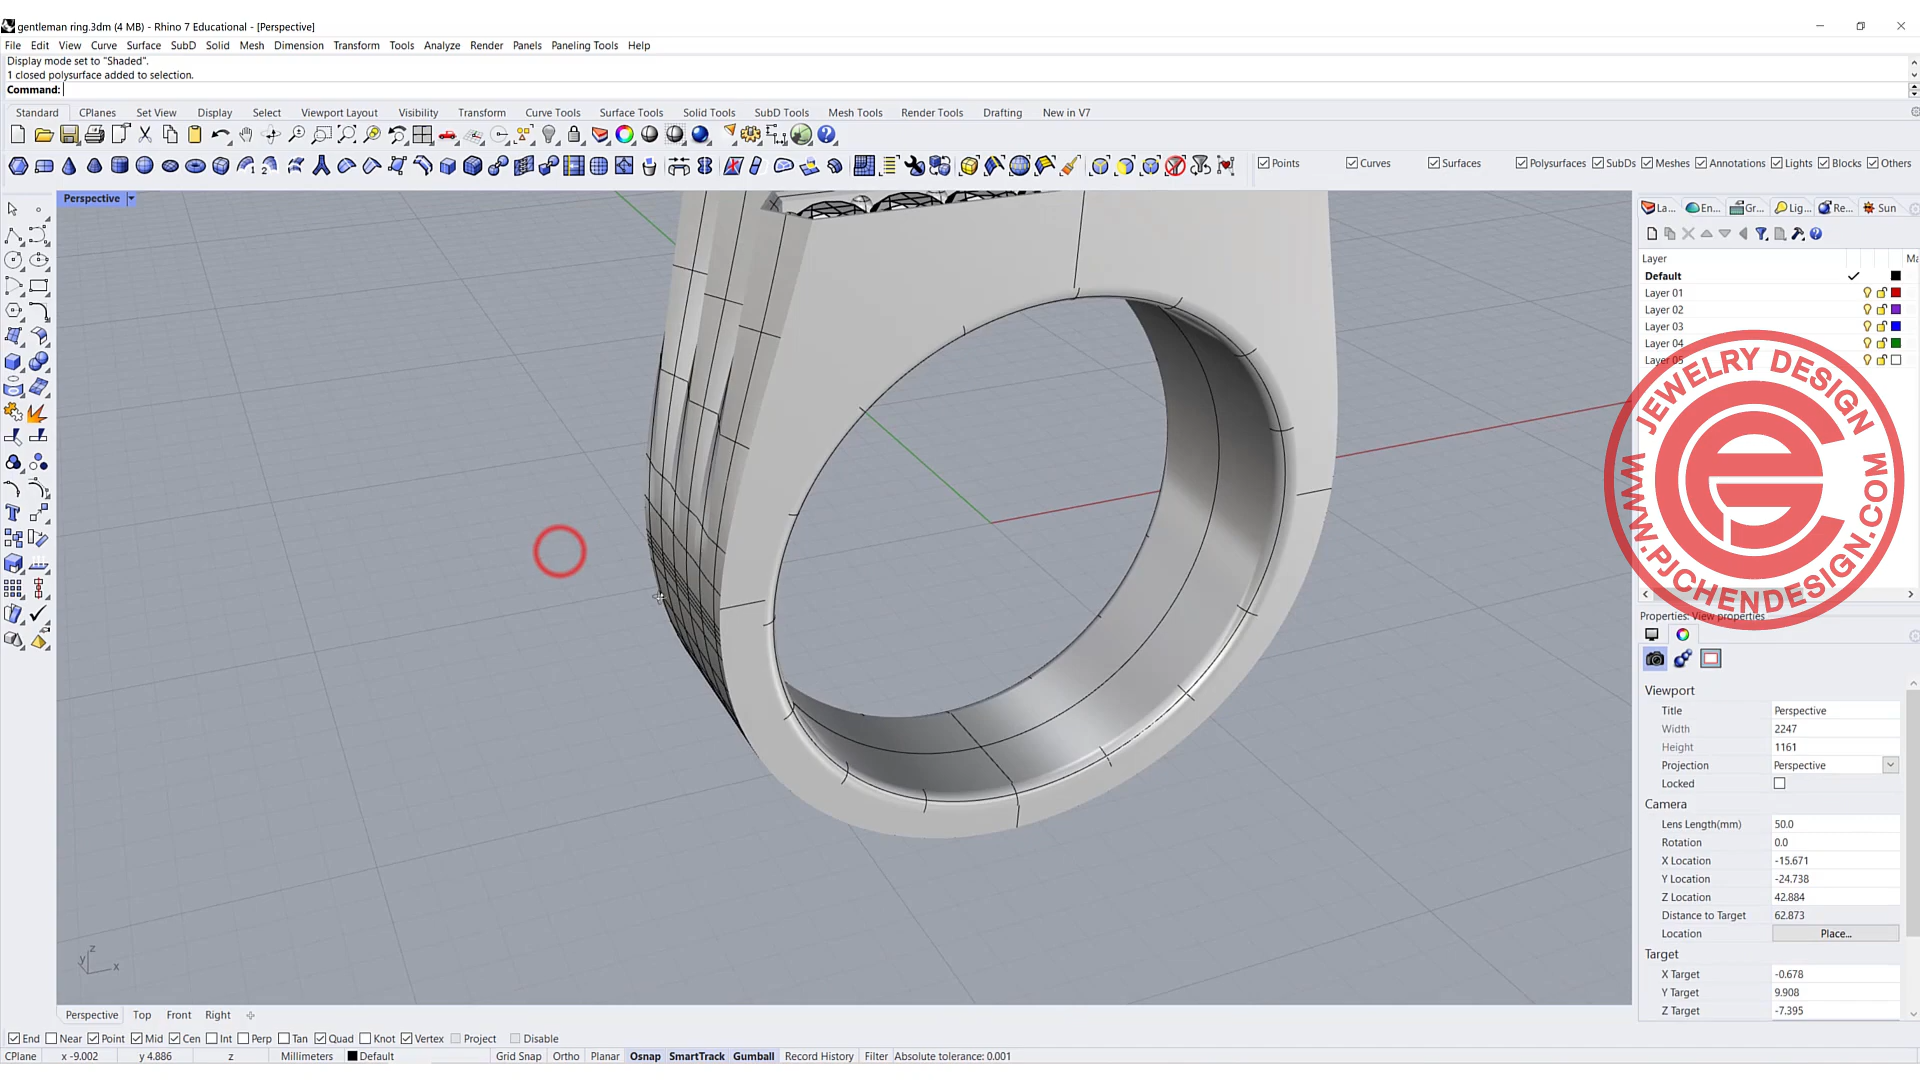 gentleman ring.3dm (4 MB) - Rhino 7 Educational - [Perspective]
File Edit View Curve Surface SubD Solid Mesh Dimension Transform Tools Analyze Render Panels Paneling Tools Help
Display mode set to "Shaded".
1 closed polysurface added to selection.
Command:
Standard CPlanes Set View Display Select Viewport Layout Visibility Transform Curve Tools Surface Tools Solid Tools SubD Tools Mesh Tools Render Tools Drafting New in V7
Points Curves Surfaces Polysurfaces SubDs Meshes Annotations Lights Blocks Others
Perspective
La... En... Gr... Lig... Re... Sun
Layer
Default
Layer 01
Layer 02
Layer 03
Layer 04
Layer 05
JEWELRY DESIGN
WWW.PJCHENDESIGN.COM
Properties: View properties
Viewport
Title Perspective
Width 2247
Height 1161
Projection Perspective
Locked
Camera
Lens Length(mm) 50.0
Rotation 0.0
X Location -15.671
Y Location -24.738
Z Location 42.884
Distance to Target 62.873
Location Place...
Target
X Target -0.678
Y Target 9.908
Z Target -7.395
z
y x
Perspective Top Front Right
End Near Point Mid Cen Int Perp Tan Quad Knot Vertex Project Disable
CPlane x -9.002 y 4.886 z Millimeters Default Grid Snap Ortho Planar Osnap SmartTrack Gumball Record History Filter Absolute tolerance: 0.001